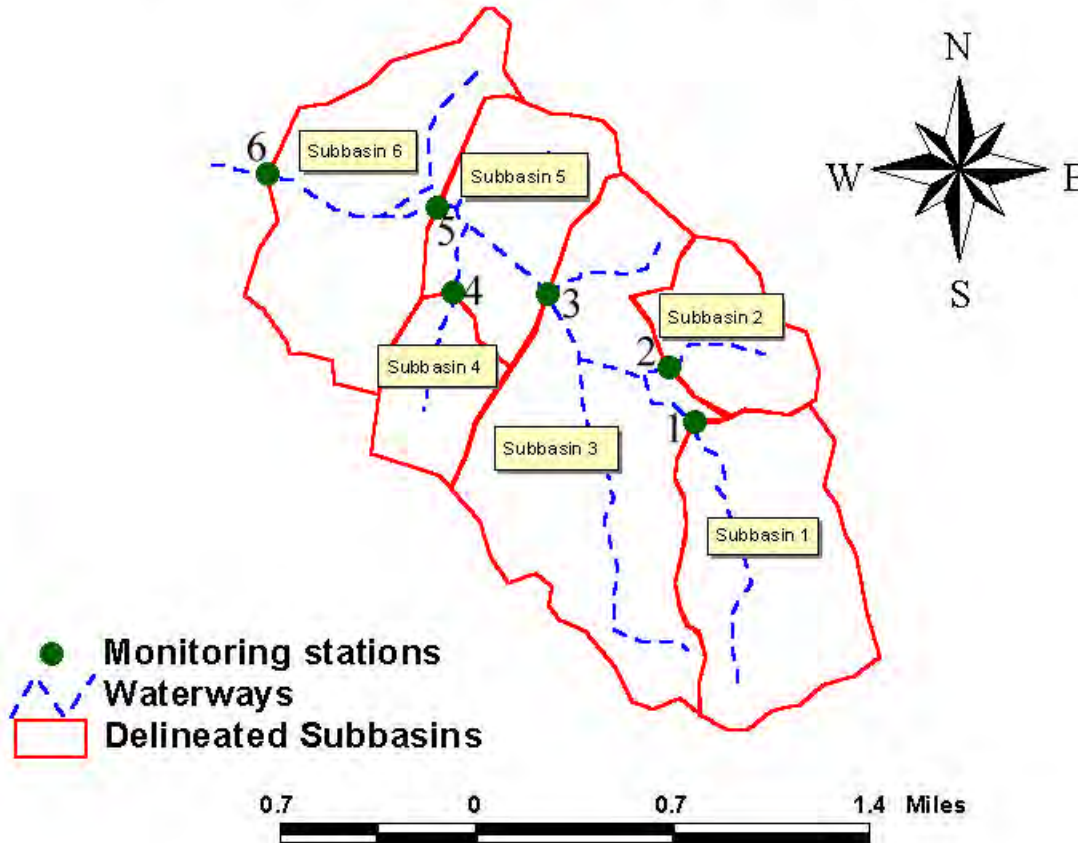 N
6
Subbasin 6
Subbasin 5
W
E
5
S
4
3
Subbasin 2
2
Subbasin 4
1
Subbasin 3
Subbasin 1
Monitoring stations
Waterways
Delineated Subbasins
0.7 0 0.7 1.4 Miles